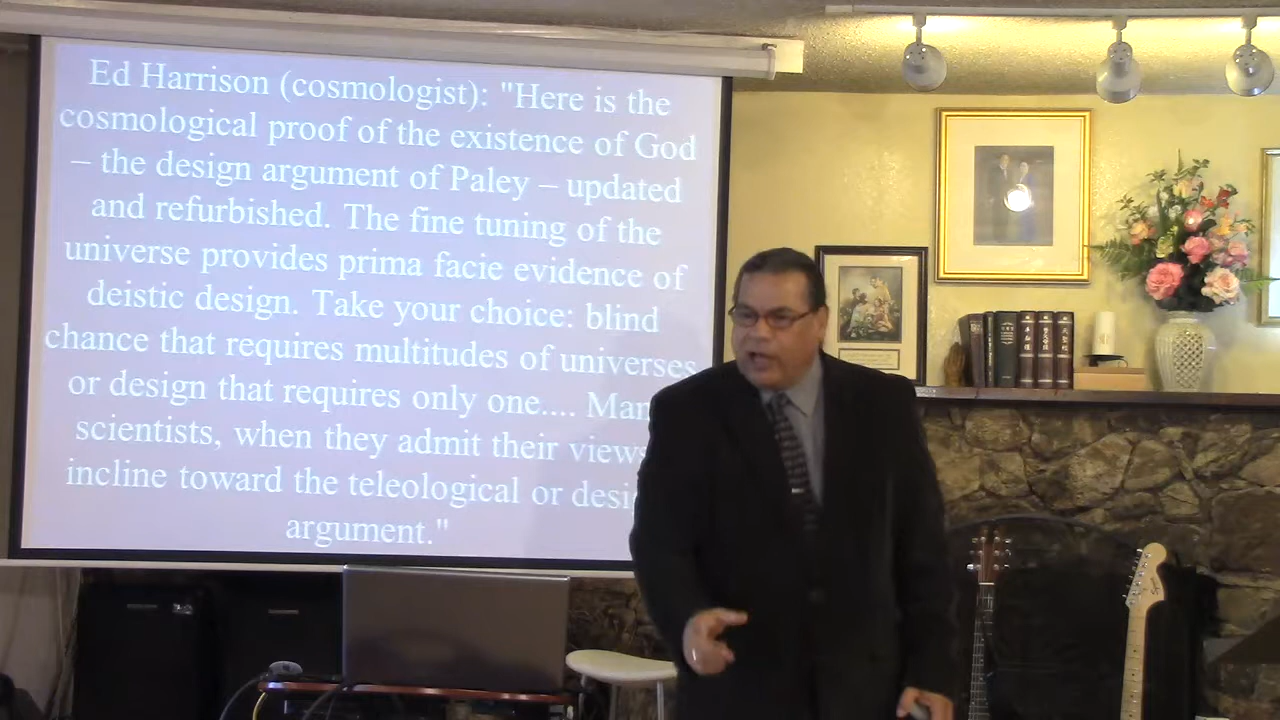 Ed Harrison (cosmologist): "Here is the
cosmological proof of the existence of God
– the design argument of Paley – updated
and refurbished. The fine tuning of the
universe provides prima facie evidence of
deistic design. Take your choice: blind
chance that requires multitudes of universes
or design that requires only one....
scientists, when they admit their views
incline toward the teleological or
argument."